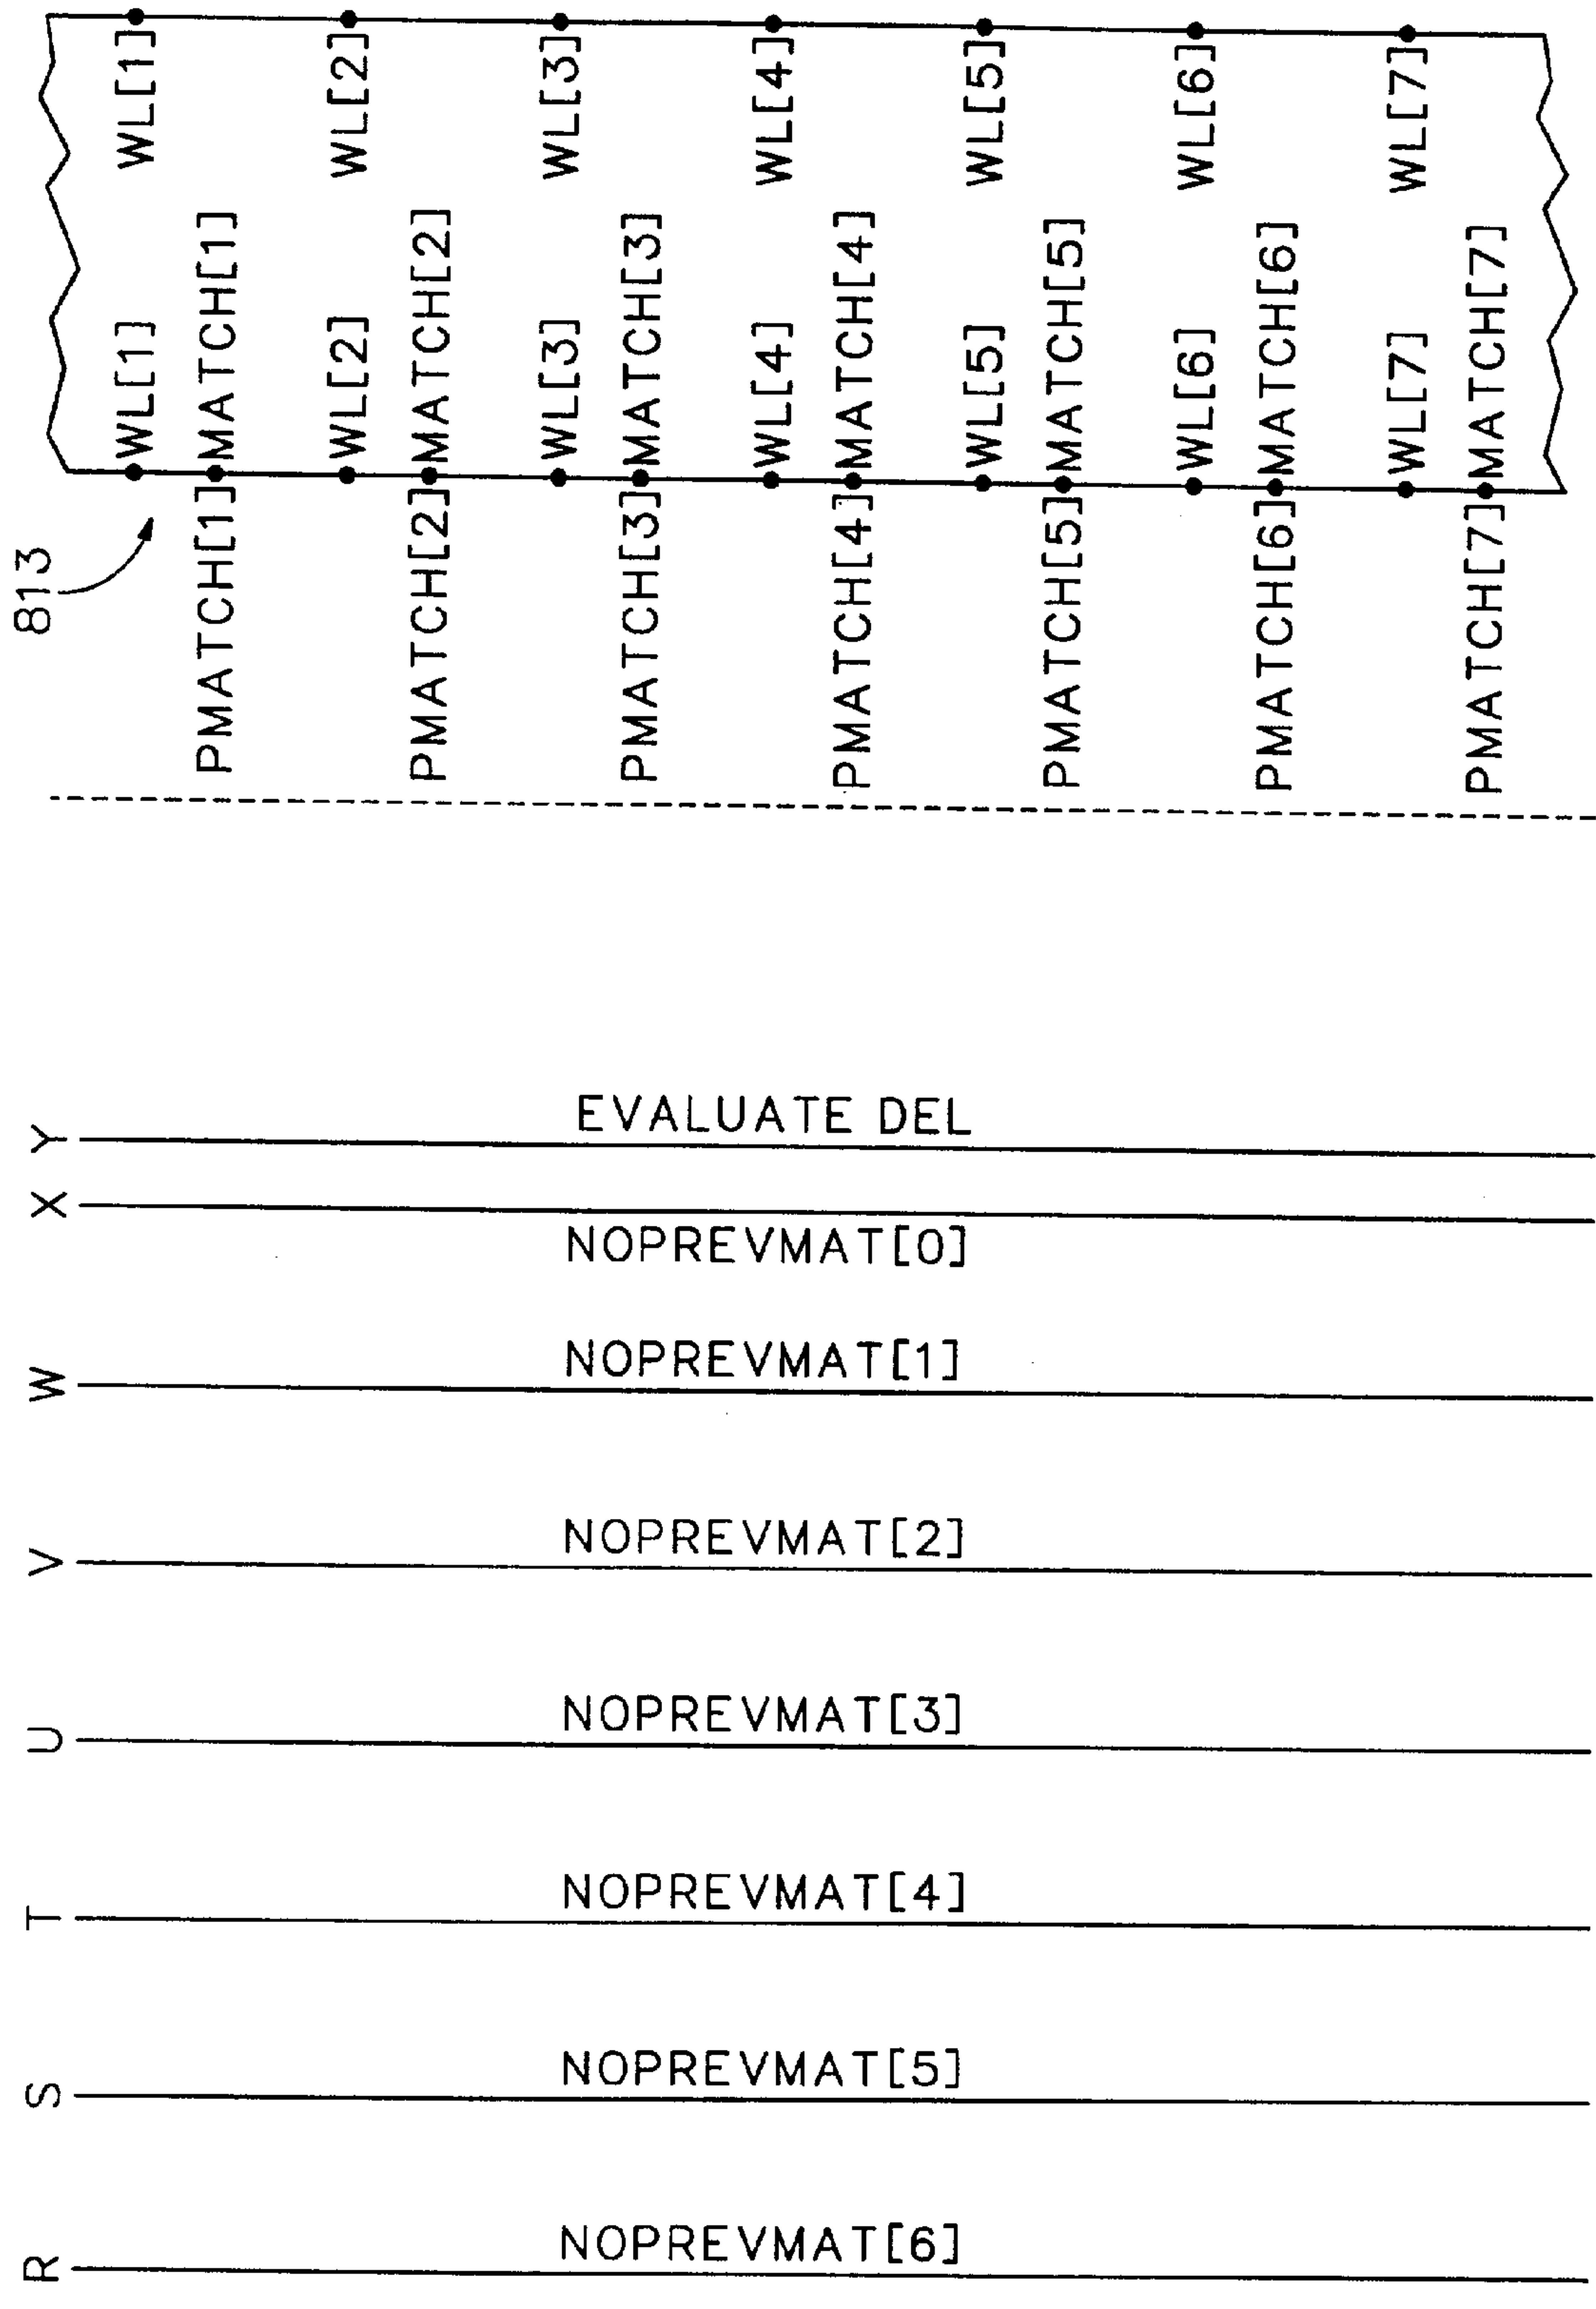 813
WL[1] WL[1]
PMATCH[1] MATCH[1]
WL[2] WL[2]
PMATCH[2] MATCH[2]
WL[3] WL[3]
PMATCH[3] MATCH[3]
WL[4] WL[4]
PMATCH[4] MATCH[4]
WL[5] WL[5]
PMATCH[5] MATCH[5]
WL[6] WL[6]
PMATCH[6] MATCH[6]
WL[7] WL[7]
PMATCH[7] MATCH[7]
Y EVALUATE DEL
X NOPREVMAT[0]
W NOPREVMAT[1]
V NOPREVMAT[2]
U NOPREVMAT[3]
T NOPREVMAT[4]
S NOPREVMAT[5]
R NOPREVMAT[6]